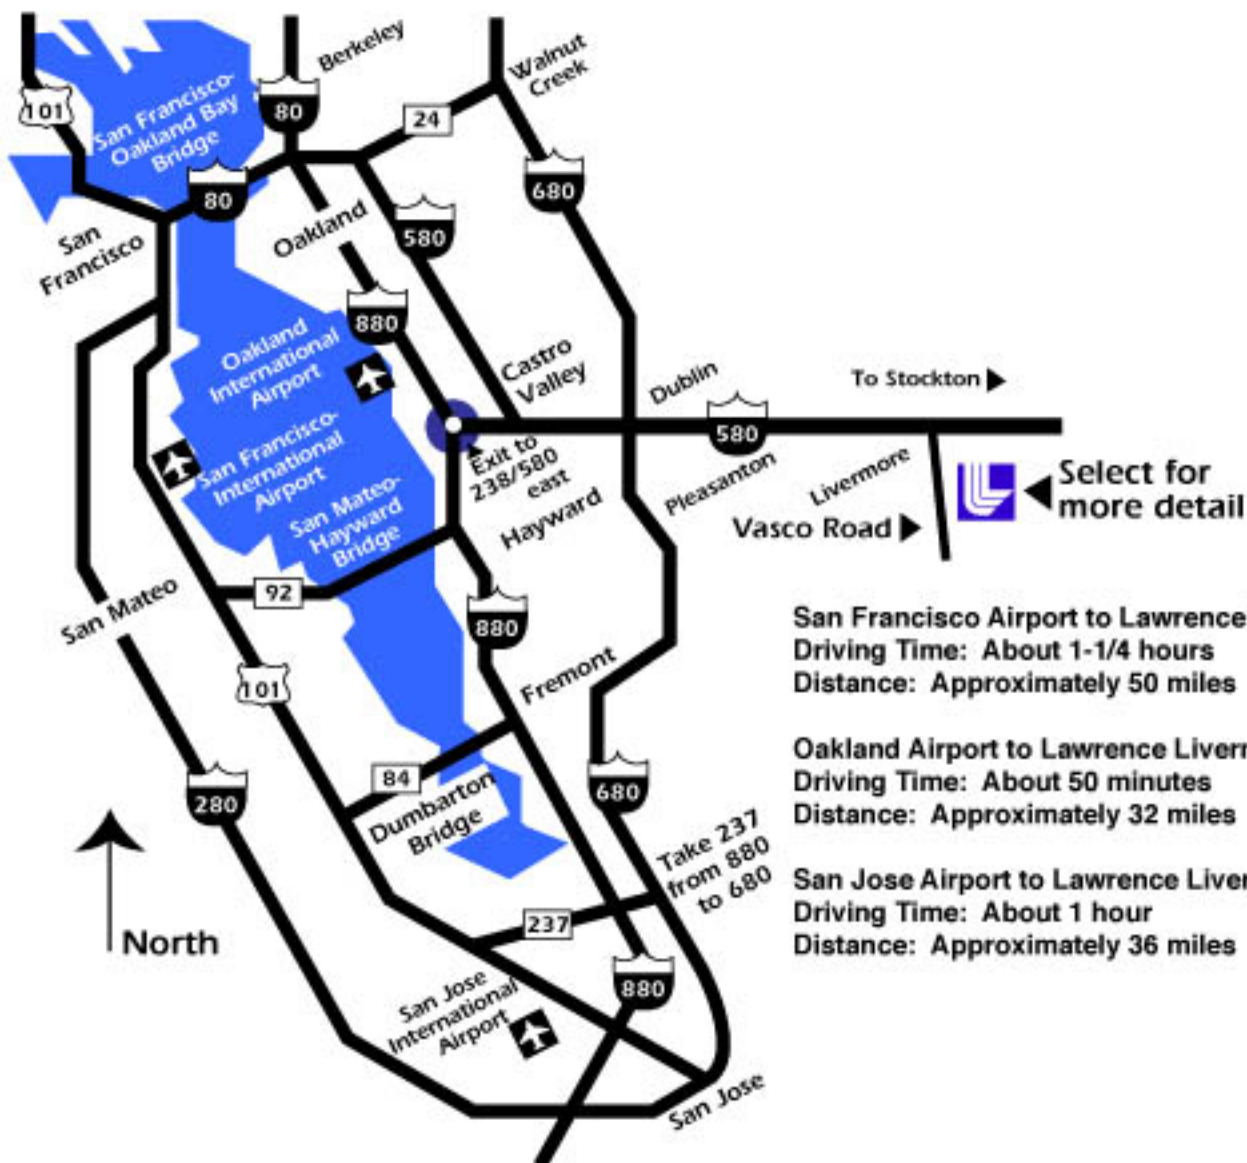 Berkeley
Walnut
Creek
101
San Francisco-
Oakland Bay
Bridge
80
24
80
680
San
Francisco
Oakland
580
880
Oakland
International
Airport
Castro
Valley
Dublin
To Stockton
580
San Francisco-
International
Airport
Exit to
238/580
east
Pleasanton
Livermore
Select for
more detail
Vasco Road
San Mateo-
Hayward
Bridge
Hayward
92
San Mateo
880
101
Fremont
San Francisco Airport to Lawrence
Driving Time: About 1-1/4 hours
Distance: Approximately 50 miles
280
84
Dumbarton
Bridge
680
Oakland Airport to Lawrence
Driving Time: About 50 minutes
Distance: Approximately 32 miles
Take 237
from 880
to 680
237
San Jose Airport to Lawrence Liver
Driving Time: About 1 hour
Distance: Approximately 36 miles
North
San Jose
International
Airport
880
San Jose